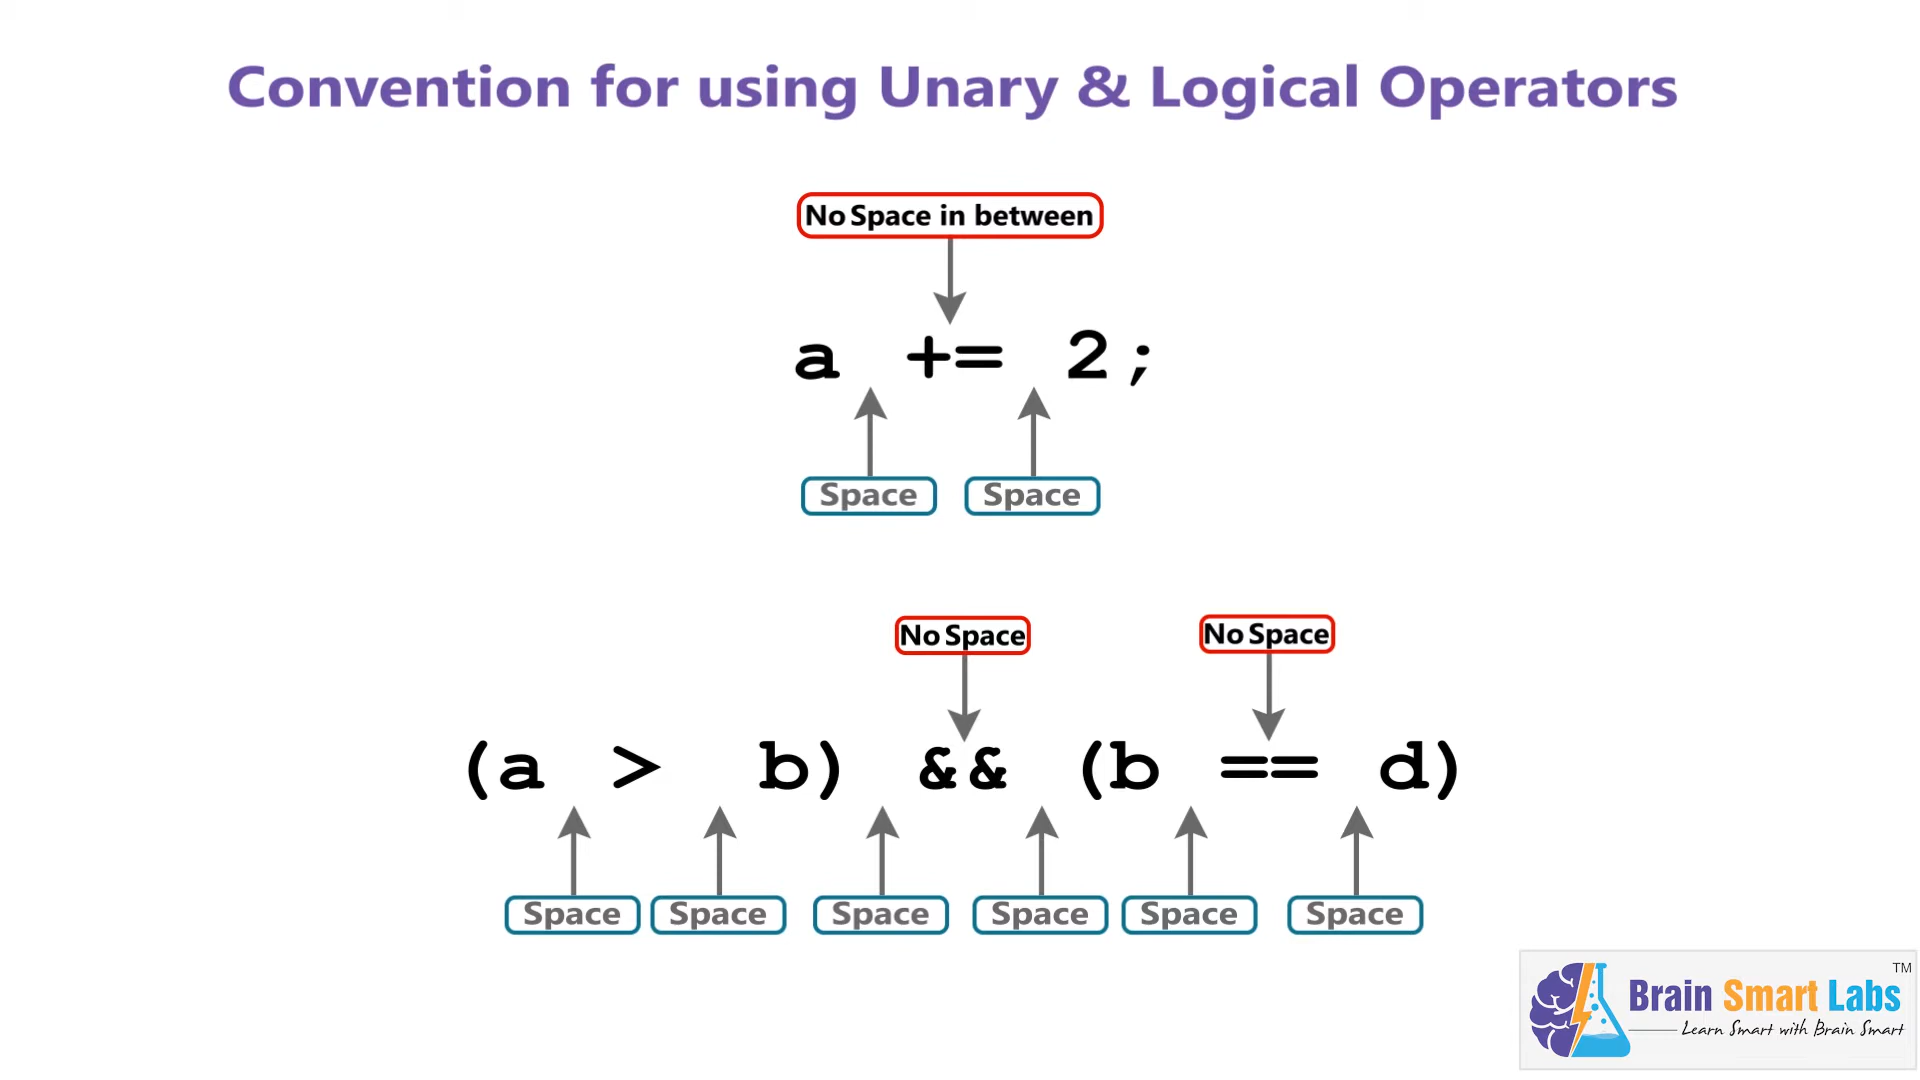 Convention for using Unary & Logical Operators
No Space in between
a += 2;
Space Space
No Space No Space
(a > b) && (b == d)
Space Space Space Space Space Space
TM
Brain Smart Labs
Learn Smart with Brain Smart